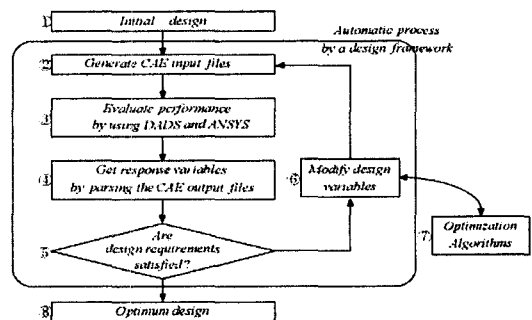 ① Initial design
Automatic process
by a design framework
② Generate CAE input files
③ Evaluate performance
by using DADS and ANSYS
④ Get response variables
by parsing the CAE output files
⑥ Modify design
variables
⑤ Are
design requirements
satisfied?
⑦ Optimization
Algorithms
⑧ Optimum design